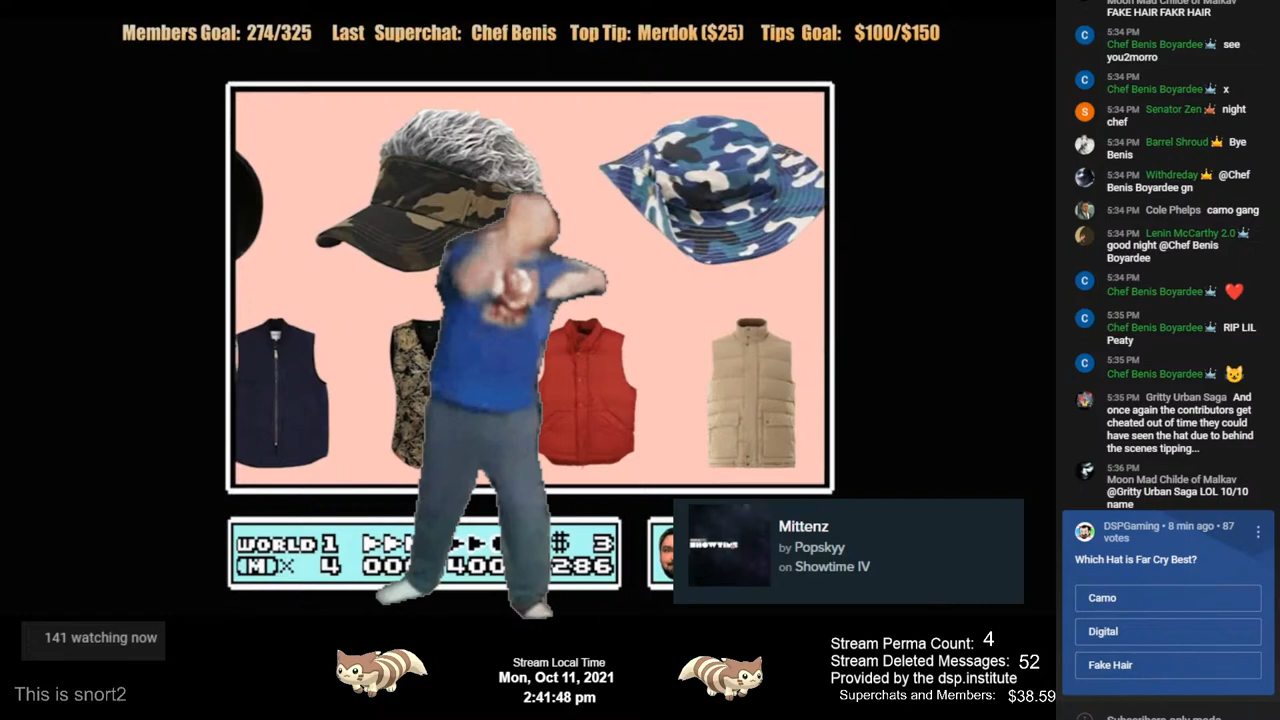 Members Goal: 274/325 Last Superchat: Chef Benis Top Tip: Merdok ($25) Tips Goal: $100/$150
Moon Mad Childe of Malkav
FAKE HAIR FAKR HAIR
5:34 PM
Chef Benis Boyardee see
you2morro
5:34 PM
Chef Benis Boyardee x
5:34 PM Senator Zen night
chef
5:34 PM Barrel Shroud Bye
Benis
5:34 PM Withdreday @Chef
Benis Boyardee gn
5:34 PM Cole Phelps camo gang
5:34 PM Lenin McCarthy 2.0
good night @Chef Benis
Boyardee
5:34 PM
Chef Benis Boyardee ❤️
5:35 PM
Chef Benis Boyardee RIP LIL
Peaty
5:35 PM
Chef Benis Boyardee 😼
5:35 PM Gritty Urban Saga And
once again the contributors get
cheated out of time they could
have seen the hat due to behind
the scenes tipping...
5:36 PM
Moon Mad Childe of Malkav
@Gritty Urban Saga LOL 10/10
name
DSPGaming • 8 min ago • 87
votes
Which Hat is Far Cry Best?
Camo
Digital
Fake Hair
Subscribers-only mode
WORLD 1 $ 3
(M)x 4 286
SHOWTIME
Mittenz
by Popskyy
on Showtime IV
141 watching now
This is snort2
Stream Local Time
Mon, Oct 11, 2021
2:41:48 pm
Stream Perma Count: 4
Stream Deleted Messages: 52
Provided by the dsp.institute
Superchats and Members: $38.59